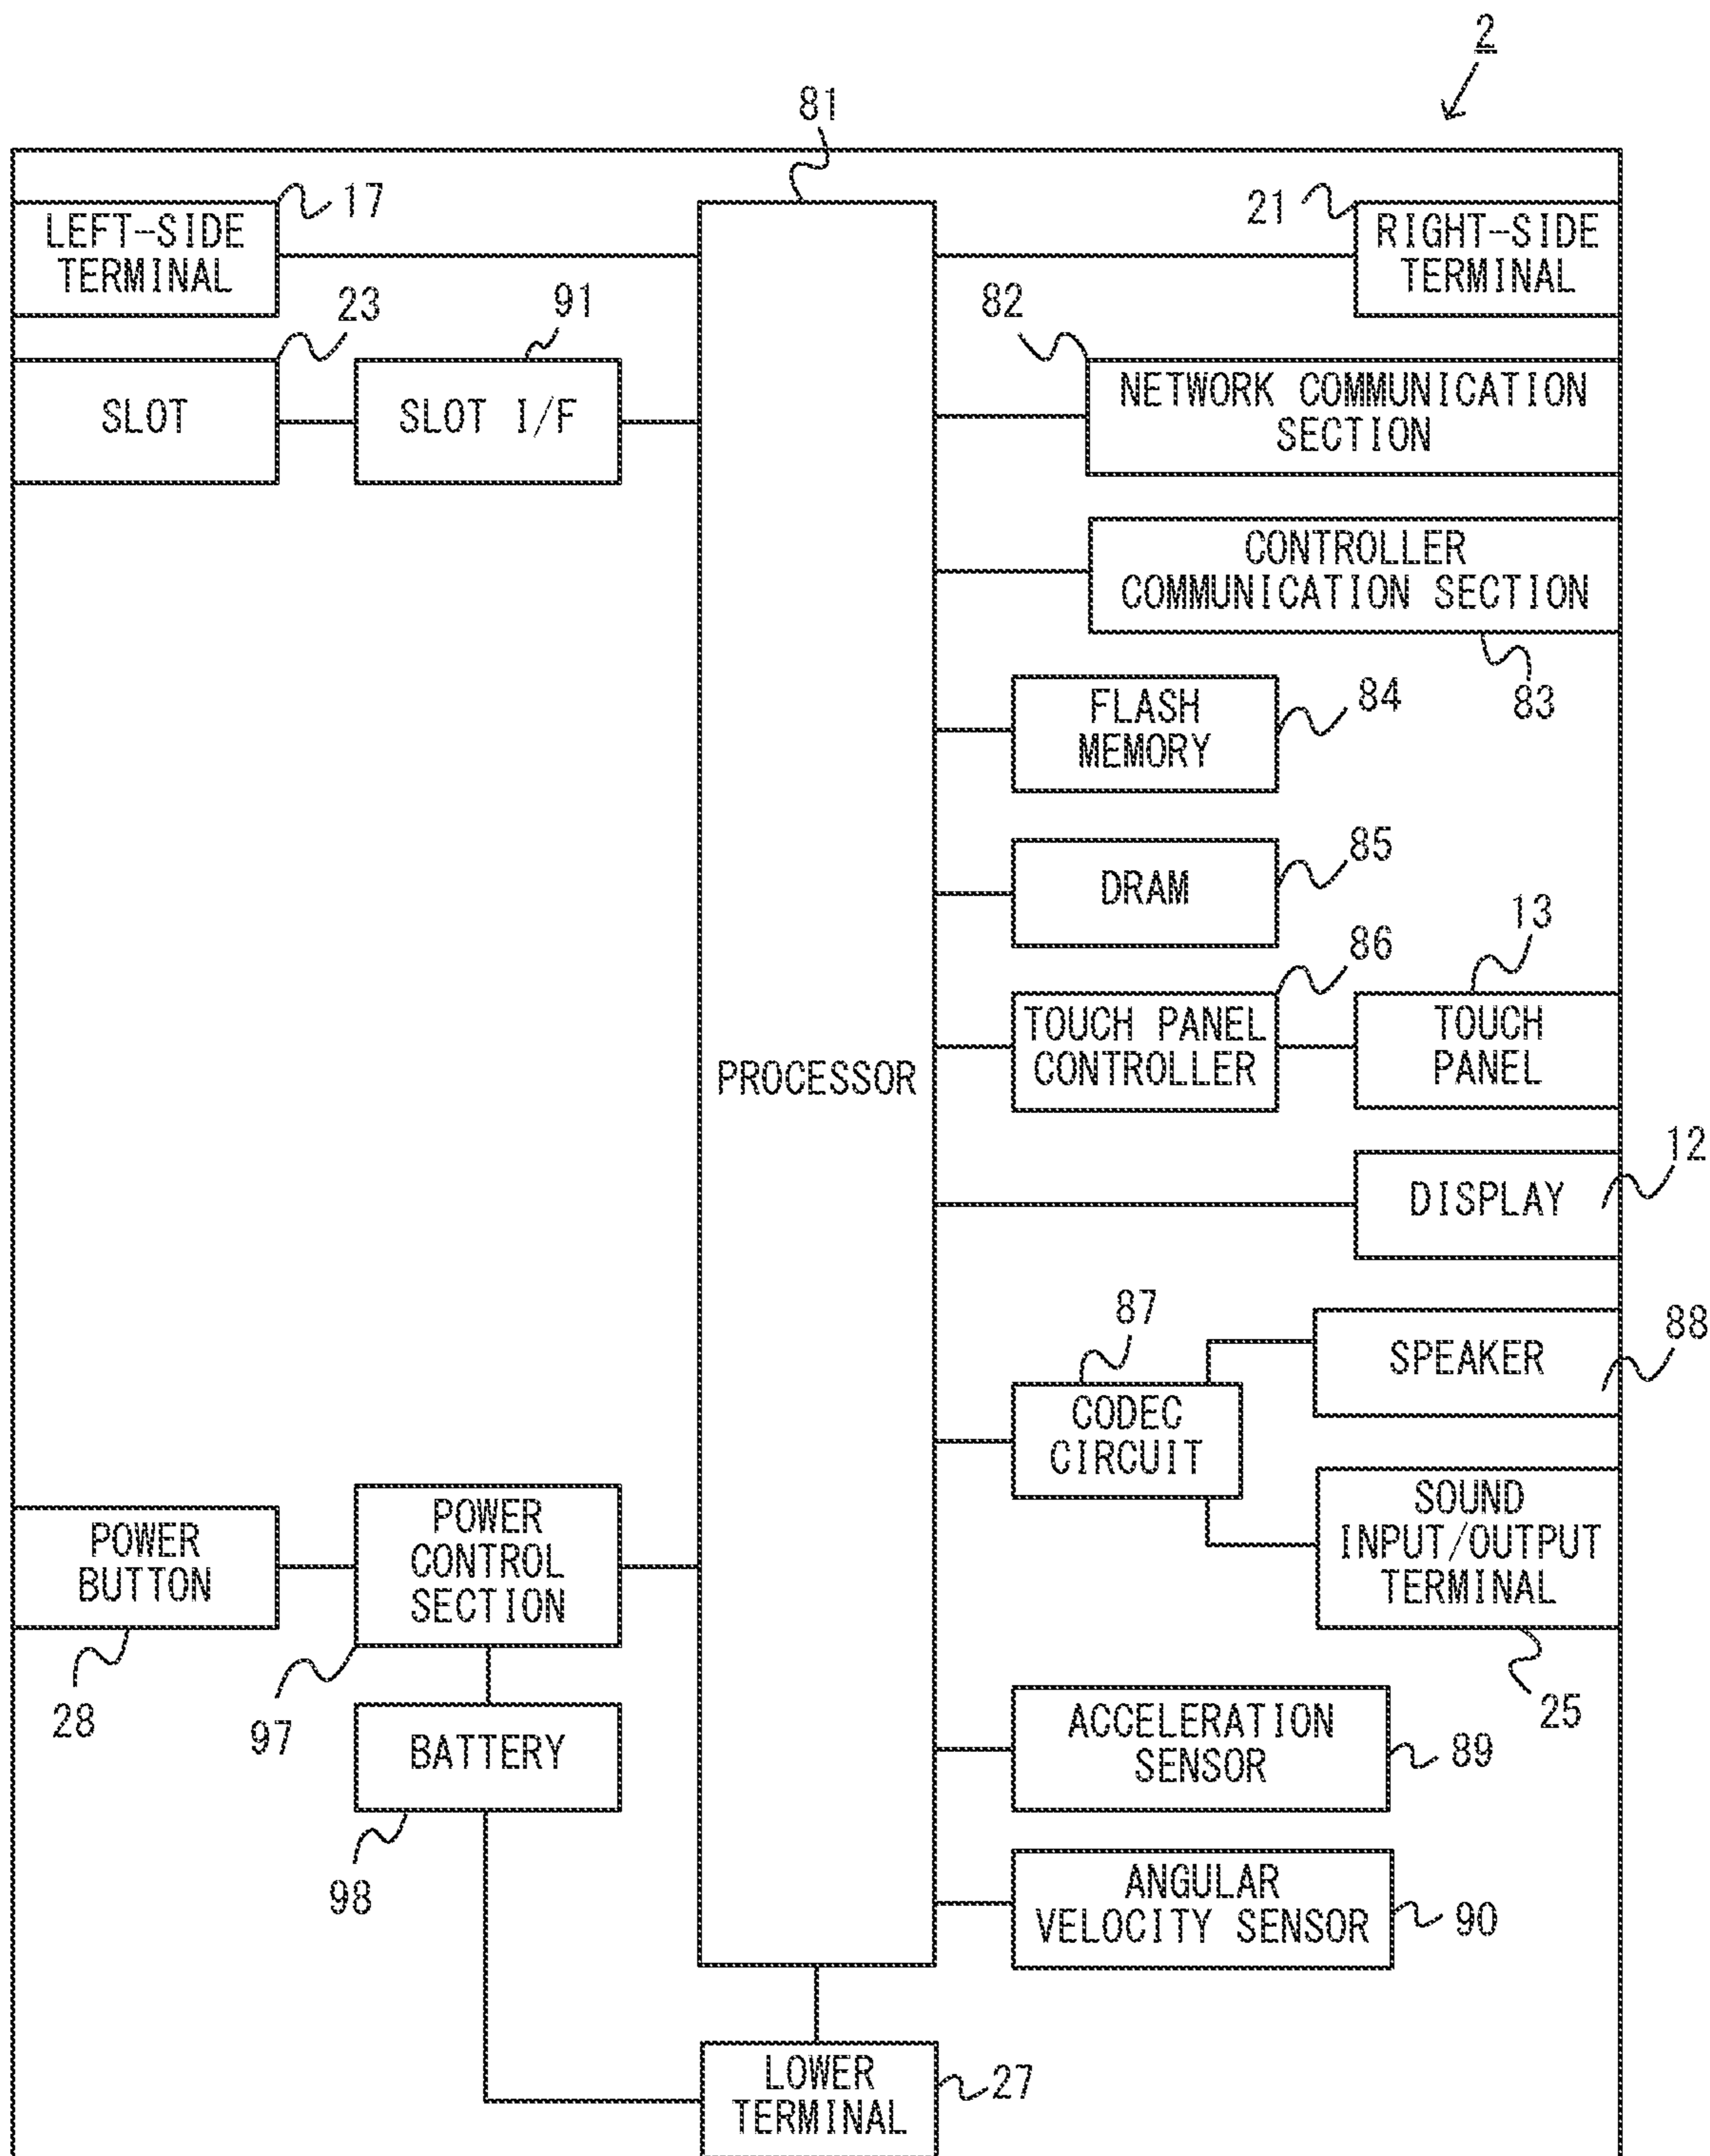 2
81
17
LEFT-SIDE
TERMINAL
21
RIGHT-SIDE
TERMINAL
23
SLOT
91
SLOT I/F
82
NETWORK COMMUNICATION
SECTION
CONTROLLER
COMMUNICATION SECTION
83
FLASH
MEMORY
84
DRAM
85
86
TOUCH PANEL
CONTROLLER
13
TOUCH
PANEL
PROCESSOR
DISPLAY
12
87
CODEC
CIRCUIT
SPEAKER
88
SOUND
INPUT/OUTPUT
TERMINAL
25
POWER
BUTTON
28
POWER
CONTROL
SECTION
97
BATTERY
98
ACCELERATION
SENSOR
89
ANGULAR
VELOCITY SENSOR
90
LOWER
TERMINAL
27